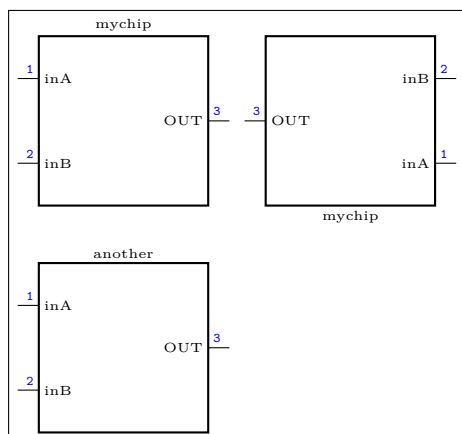 mychip
1 inA
OUT 3
2 inB
2 inB
3 OUT
inA 1
mychip
another
1 inA
OUT 3
2 inB